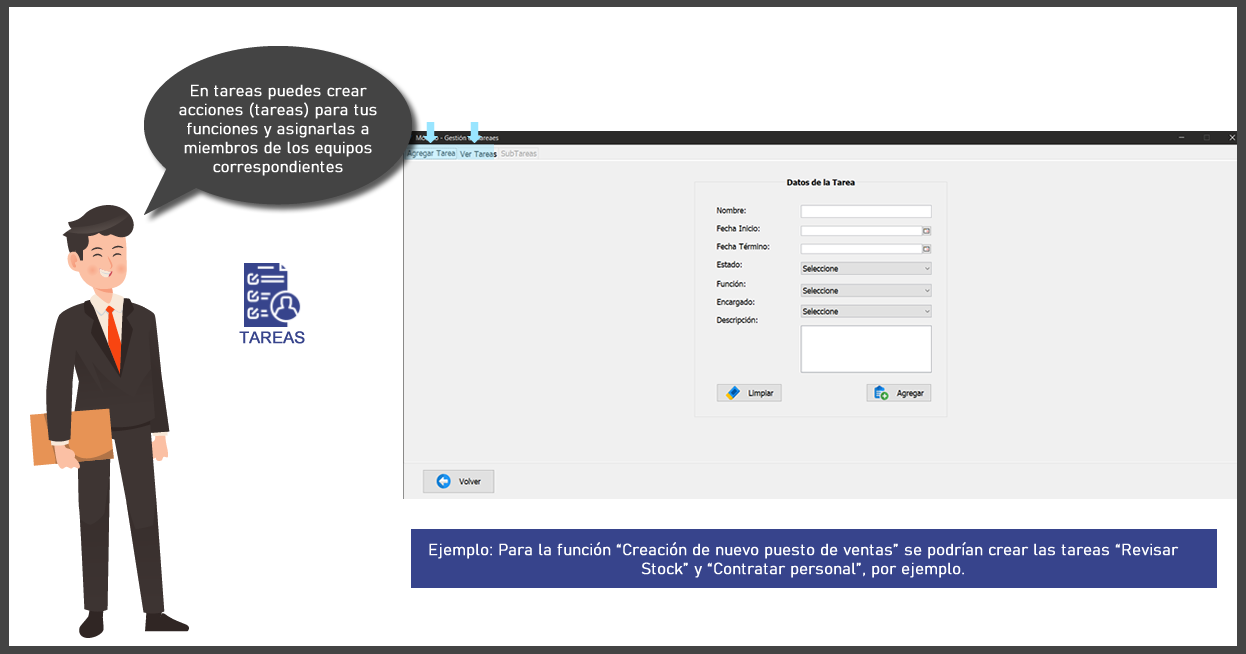 En tareas puedes crear
acciones (tareas) para tus
funciones y asignarlas a
miembros de los equipos
correspondientes
TAREAS
- Gestión
Agregar Tarea Ver Tareas SubTareas
Datos de la Tarea
Nombre:
Fecha Inicio:
Fecha Término:
Estado: Seleccione
Función: Seleccione
Encargado: Seleccione
Descripción:
Limpiar Agregar
Volver
Ejemplo: Para la función “Creación de nuevo puesto de ventas” se podrían crear las tareas “Revisar
Stock” y “Contratar personal”, por ejemplo.